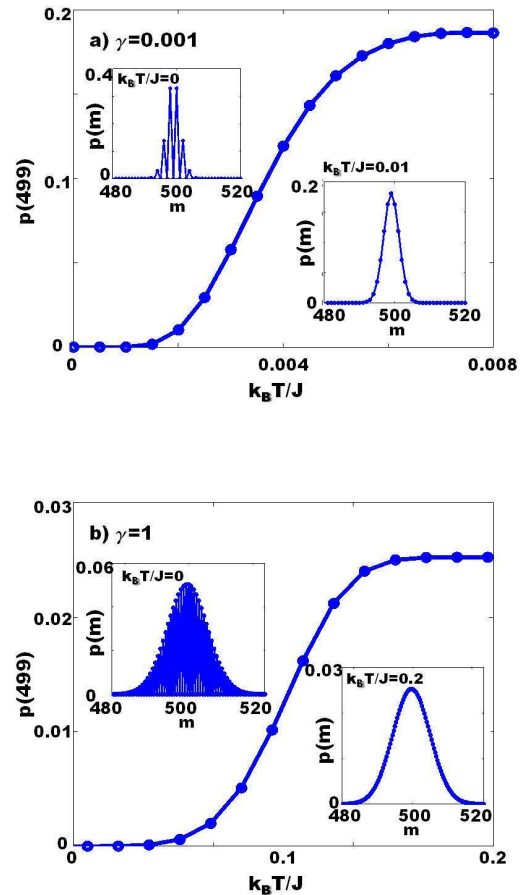 0.2
a) γ=0.001
0.4
k_BT/J=0
p(m)
0
480 500 520
m
p(499)
0.1
k_BT/J=0.01
0.2
p(m)
0
480 500 520
m
0
0 0.004 0.008
k_BT/J
0.03
b) γ=1
0.06
k_BT/J=0
p(m)
0
480 500 520
m
0.02
p(499)
0.03
k_BT/J=0.2
p(m)
0.01
0
480 500 520
m
0
0 0.1 0.2
k_BT/J